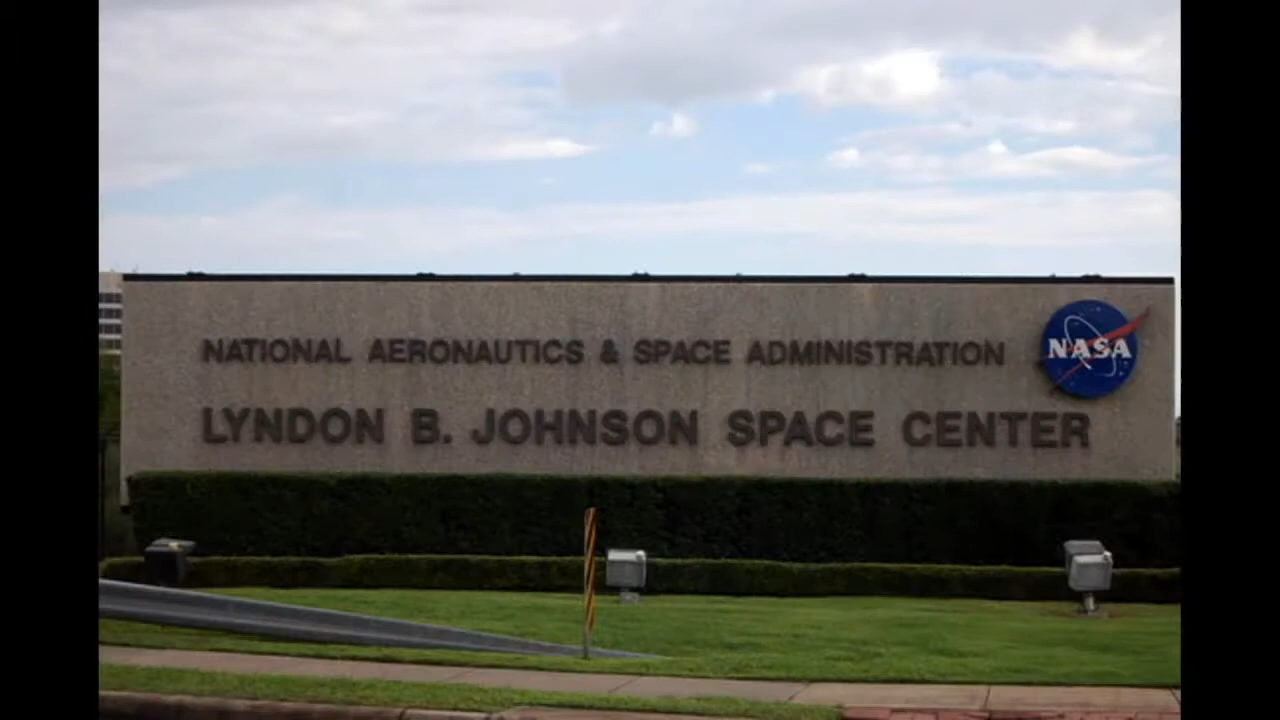 NATIONAL AERONAUTICS & SPACE ADMINISTRATION
NASA
LYNDON B. JOHNSON SPACE CENTER